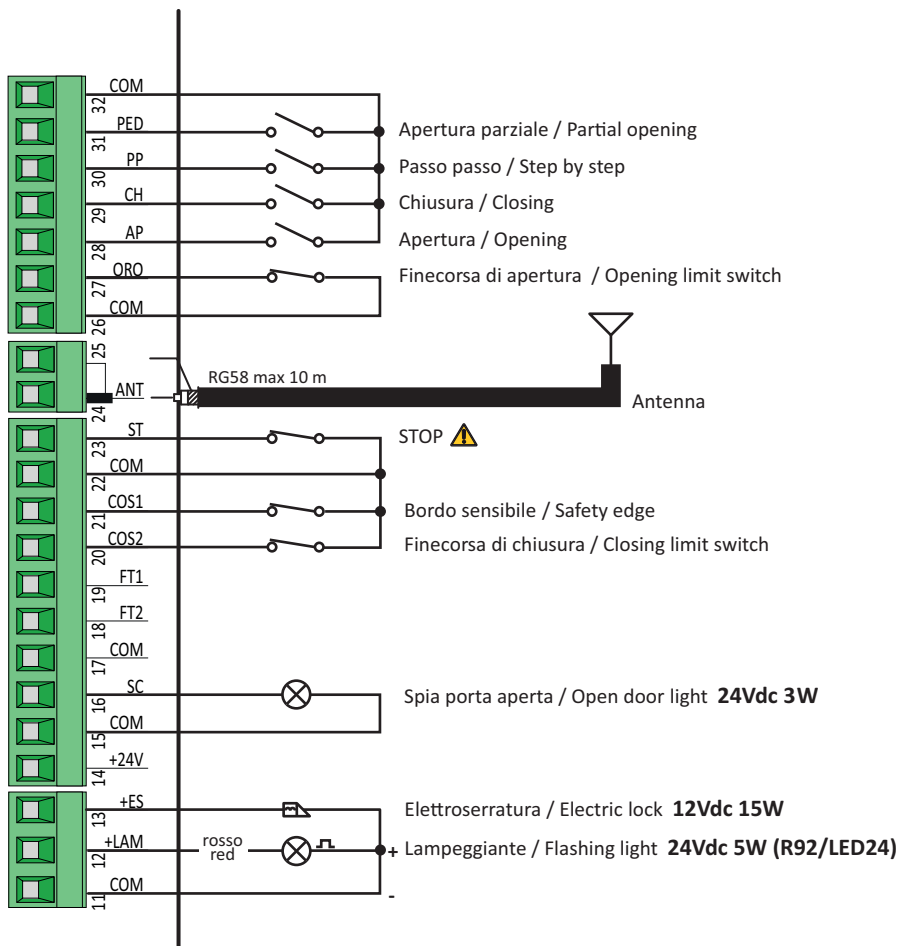 COM
32
PED
31
Apertura parziale / Partial opening
PP
30
Passo passo / Step by step
CH
29
Chiusura / Closing
AP
28
Apertura / Opening
ORO
27
Finecorsa di apertura / Opening limit switch
COM
26
25
RG58 max 10 m
ANT
24
Antenna
ST
23
STOP
COM
22
COS1
21
Bordo sensibile / Safety edge
COS2
20
Finecorsa di chiusura / Closing limit switch
FT1
19
FT2
18
COM
17
SC
16
Spia porta aperta / Open door light 24Vdc 3W
COM
15
+24V
14
+ES
13
Elettroserratura / Electric lock 12Vdc 15W
+LAM
12
rosso
red
+ Lampeggiante / Flashing light 24Vdc 5W (R92/LED24)
COM
11
-